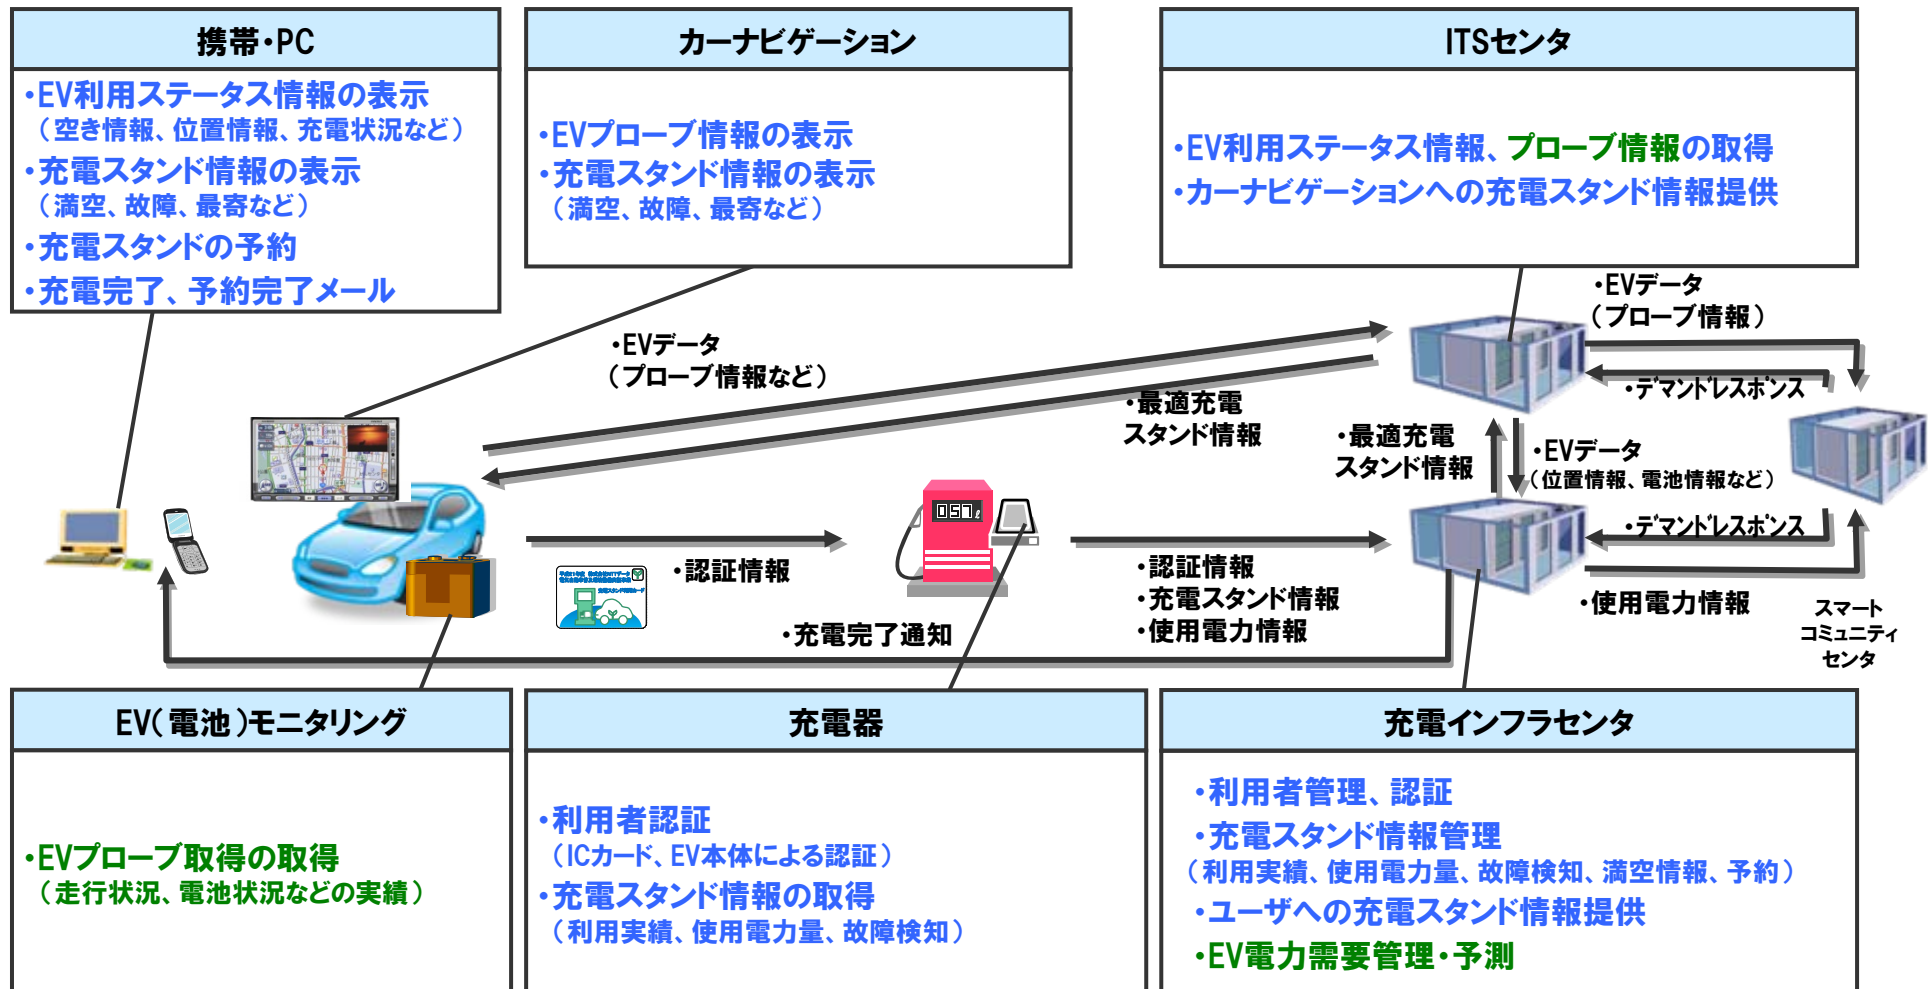 携帯・PC
・EV利用ステータス情報の表示
（空き情報、位置情報、充電状況など）
・充電スタンド情報の表示
（満空、故障、最寄など）
・充電スタンドの予約
・充電完了、予約完了メール
カーナビゲーション
・EVプローブ情報の表示
・充電スタンド情報の表示
（満空、故障、最寄など）
ITSセンタ
・EV利用ステータス情報、プローブ情報の取得
・カーナビゲーションへの充電スタンド情報提供
・EVデータ
（プローブ情報など）
・最適充電
スタンド情報
・EVデータ
（プローブ情報）
・デマンドレスポンス
・最適充電
スタンド情報
・EVデータ
（位置情報、電池情報など）
・デマンドレスポンス
・使用電力情報
スマート
コミュニティ
センタ
・認証情報
充電スタンド利用カード
・認証情報
・充電スタンド情報
・使用電力情報
・充電完了通知
EV（電池）モニタリング
・EVプローブ取得の取得
（走行状況、電池状況などの実績）
充電器
・利用者認証
（ICカード、EV本体による認証）
・充電スタンド情報の取得
（利用実績、使用電力量、故障検知）
充電インフラセンタ
・利用者管理、認証
・充電スタンド情報管理
（利用実績、使用電力量、故障検知、満空情報、予約）
・ユーザへの充電スタンド情報提供
・EV電力需要管理・予測